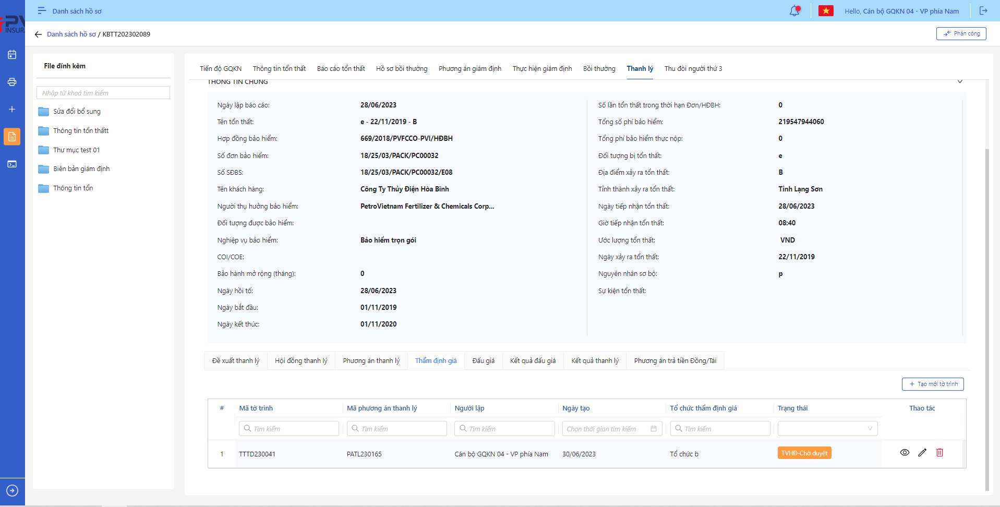 Danh sách hồ sơ
Hello, Cán bộ GQKN 04 - VP phía Nam
Danh sách hồ sơ / KBTT202302089
Phân công
File đính kèm
Nhập từ khoá tìm kiếm
Sửa đổi bổ sung
Thông tin tổn thấtt
Thư mục test 01
Biên bản giám định
Thông tin tổn
Tiến độ GQKN
Thông tin tổn thất
Báo cáo tổn thất
Hồ sơ bồi thường
Phương án giám định
Thực hiện giám định
Bồi thường
Thanh lý
Thu đòi người thứ 3
THÔNG TIN CHUNG
Ngày lập báo cáo: 28/06/2023
Tên tổn thất: e - 22/11/2019 - B
Hợp đồng bảo hiểm: 669/2018/PVFCCO-PVI/HĐBH
Số đơn bảo hiểm: 18/25/03/PACK/PC00032
Số SĐBS: 18/25/03/PACK/PC00032/E08
Tên khách hàng: Công Ty Thủy Điện Hòa Bình
Người thụ hưởng bảo hiểm: PetroVietnam Fertilizer & Chemicals Corp...
Đối tượng được bảo hiểm:
Nghiệp vụ bảo hiểm: Bảo hiểm trọn gói
COI/COE:
Bảo hành mở rộng (tháng): 0
Ngày hồi tố: 28/06/2023
Ngày bắt đầu: 01/11/2019
Ngày kết thúc: 01/11/2020
Số lần tổn thất trong thời hạn Đơn/HĐBH: 0
Tổng số phí bảo hiểm: 219547944060
Tổng phí bảo hiểm thực nộp: 0
Đối tượng bị tổn thất: e
Địa điểm xảy ra tổn thất: B
Tỉnh thành xảy ra tổn thất: Tỉnh Lạng Sơn
Ngày tiếp nhận tổn thất: 28/06/2023
Giờ tiếp nhận tổn thất: 08:40
Ước lượng tổn thất: VND
Ngày xảy ra tổn thất: 22/11/2019
Nguyên nhân sơ bộ: p
Sự kiện tổn thất:
Đề xuất thanh lý
Hội đồng thanh lý
Phương án thanh lý
Thẩm định giá
Đấu giá
Kết quả đấu giá
Kết quả thanh lý
Phương án trả tiền Đồng/Tái
+ Tạo mới tờ trình
# Mã tờ trình Mã phương án thanh lý Người lập Ngày tạo Tổ chức thẩm định giá Trạng thái Thao tác
Tìm kiếm Tìm kiếm Tìm kiếm Chọn thời gian tìm kiếm Tìm kiếm
1 TTTD230041 PATL230165 Cán bộ GQKN 04 - VP phía Nam 30/06/2023 Tổ chức b TVHĐ-Chờ duyệt